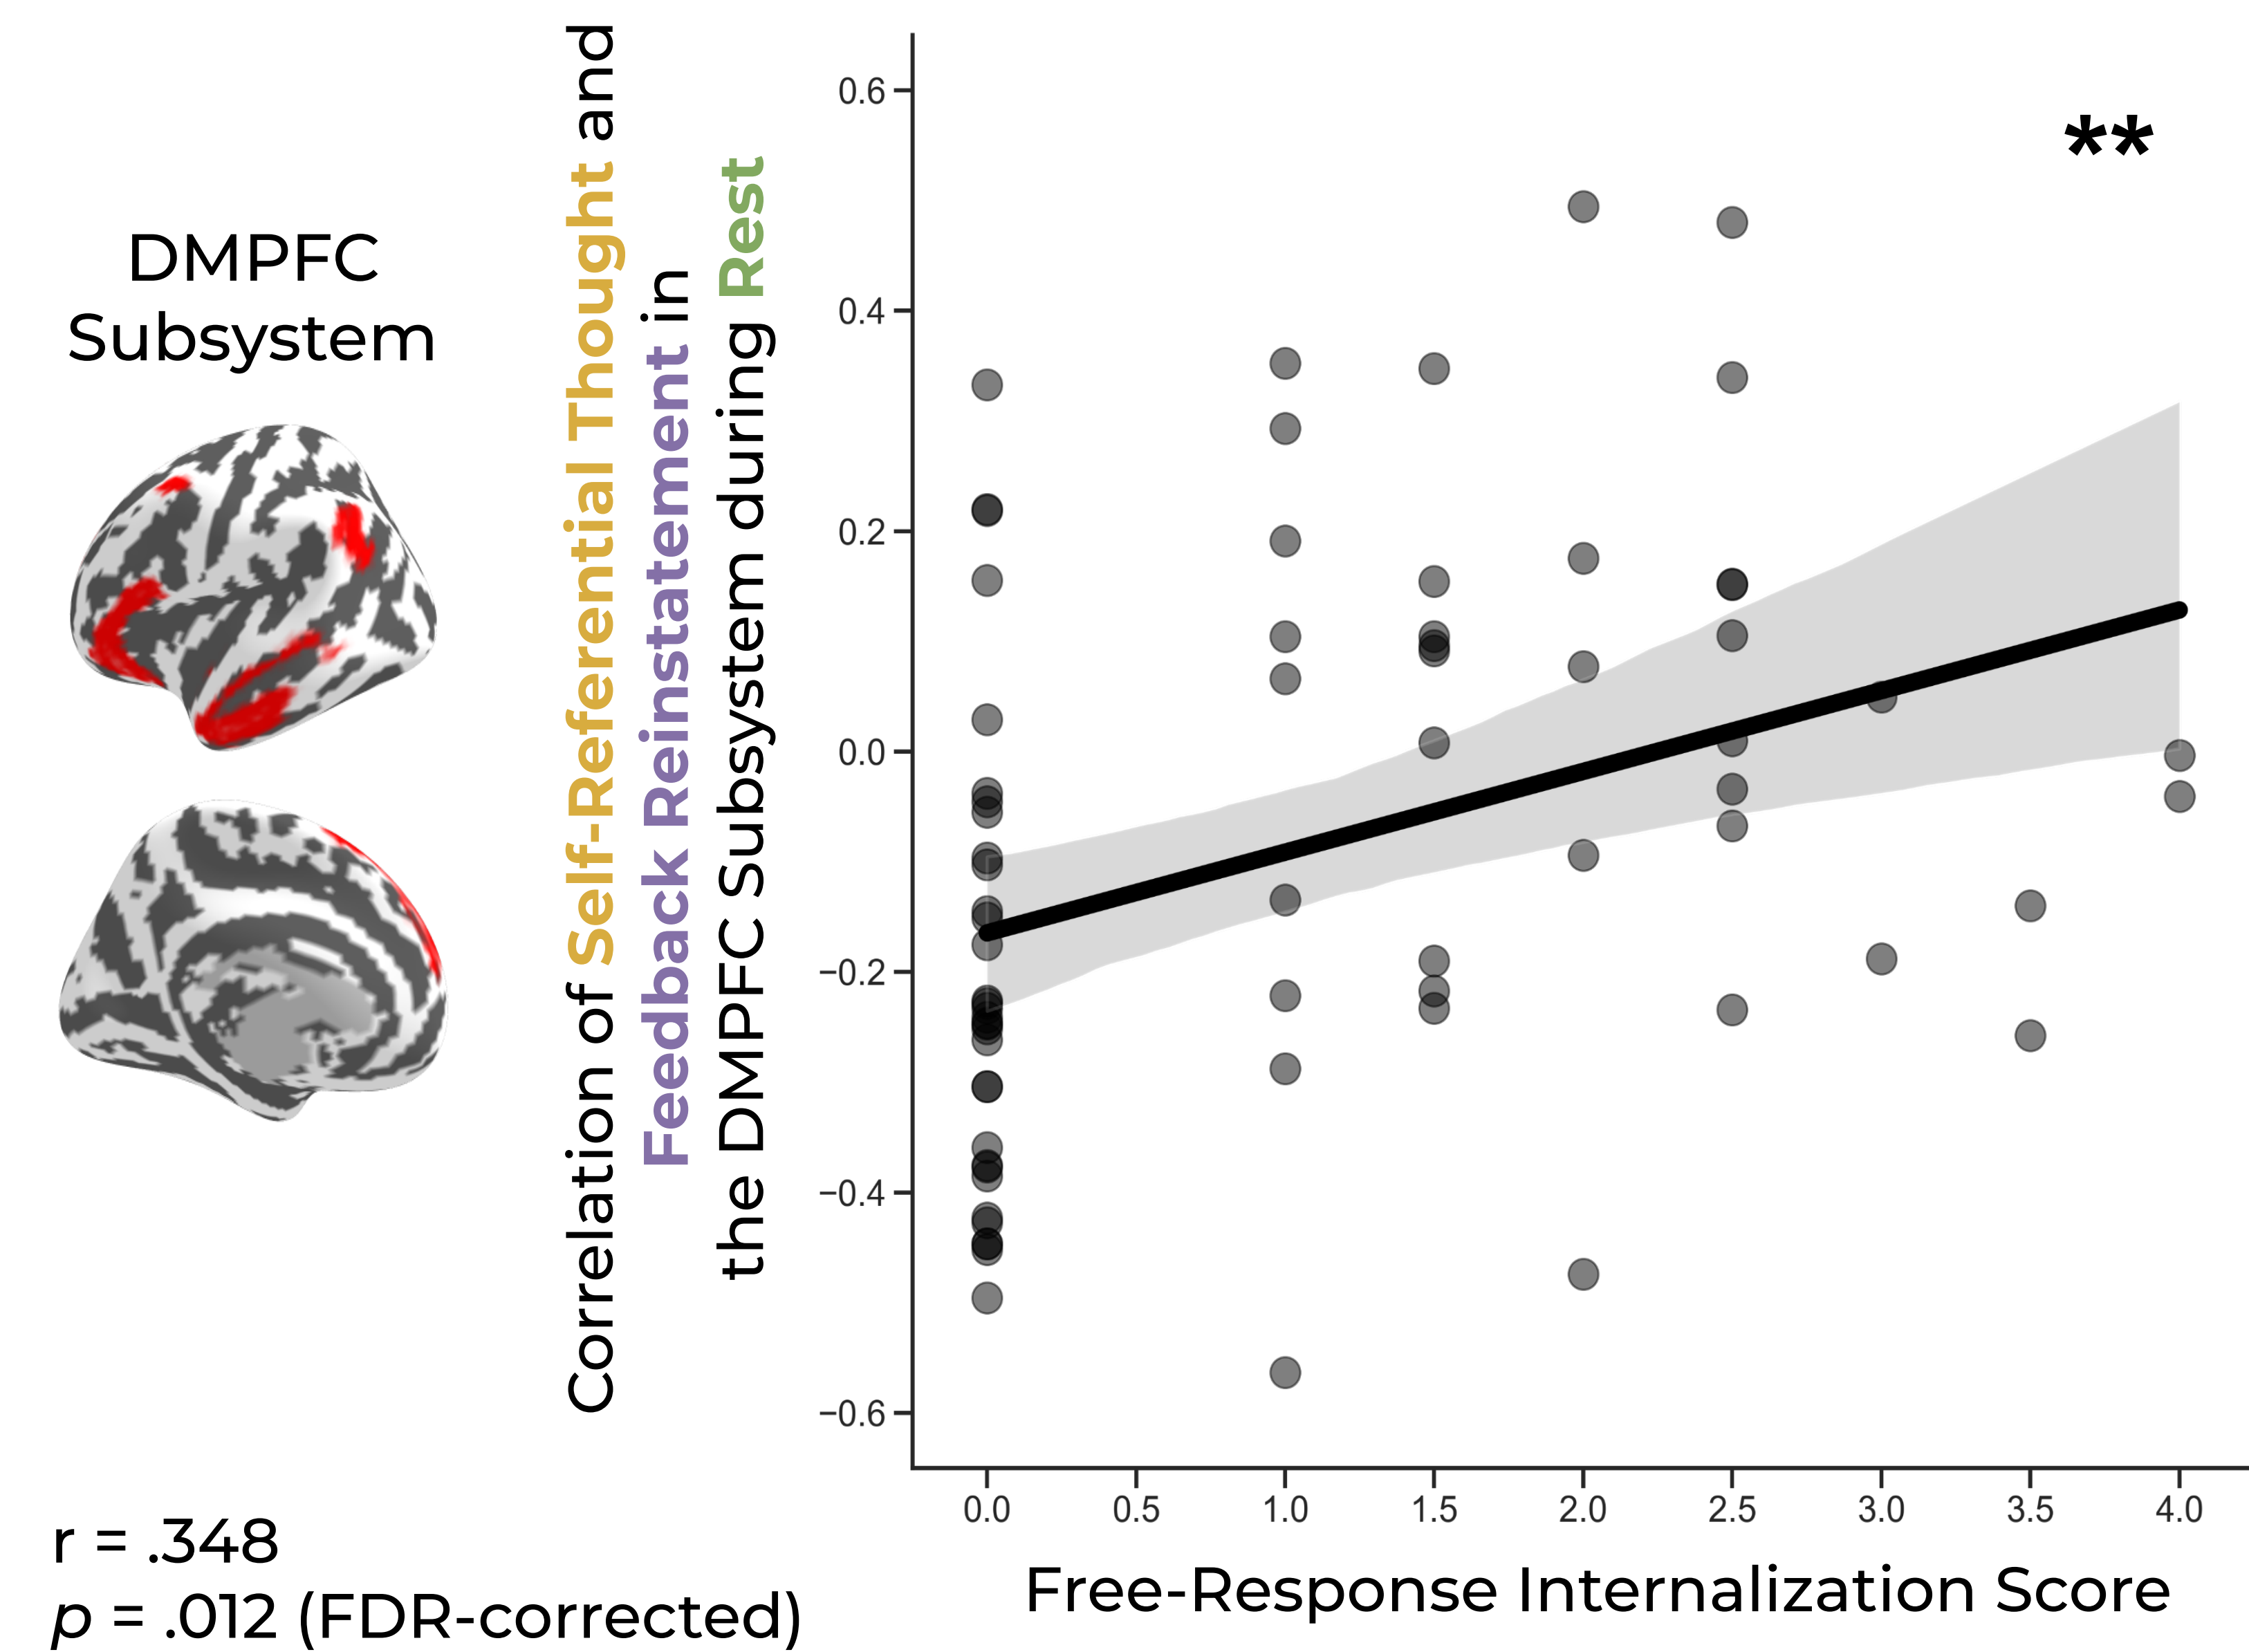 DMPFC
Subsystem
Correlation of Self-Referential Thought and
Feedback Reinstatement in
the DMPFC Subsystem during Rest
0.6
0.4
0.2
0.0
−0.2
−0.4
−0.6
**
0.0 0.5 1.0 1.5 2.0 2.5 3.0 3.5 4.0
Free-Response Internalization Score
r = .348
p = .012 (FDR-corrected)